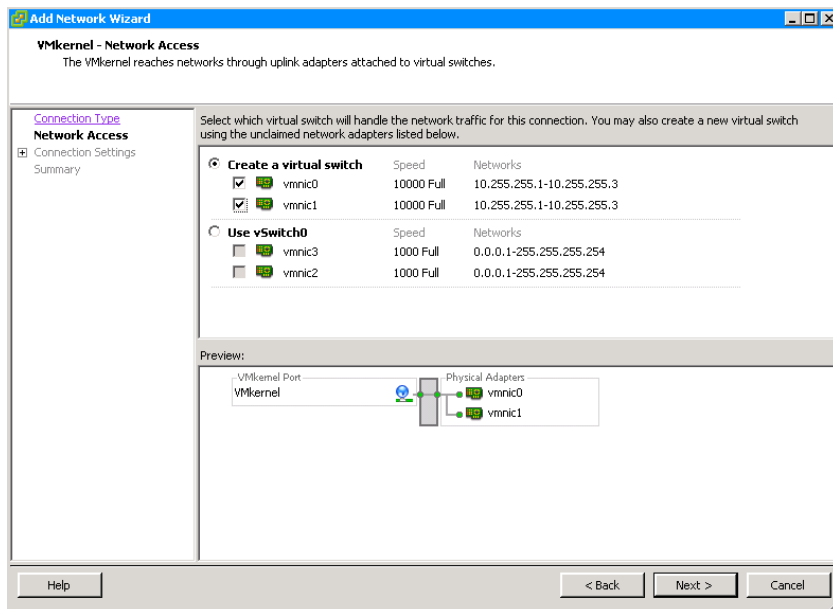 Add Network Wizard
VMkernel - Network Access
The VMkernel reaches networks through uplink adapters attached to virtual switches.
Connection Type
Network Access
Connection Settings
Summary
Select which virtual switch will handle the network traffic for this connection. You may also create a new virtual switch
using the unclaimed network adapters listed below.
Create a virtual switch Speed Networks
vmnic0 10000 Full 10.255.255.1-10.255.255.3
vmnic1 10000 Full 10.255.255.1-10.255.255.3
Use vSwitch0 Speed Networks
vmnic3 1000 Full 0.0.0.1-255.255.255.254
vmnic2 1000 Full 0.0.0.1-255.255.255.254
Preview:
VMkernel Port Physical Adapters
VMkernel vmnic0
vmnic1
Help < Back Next > Cancel